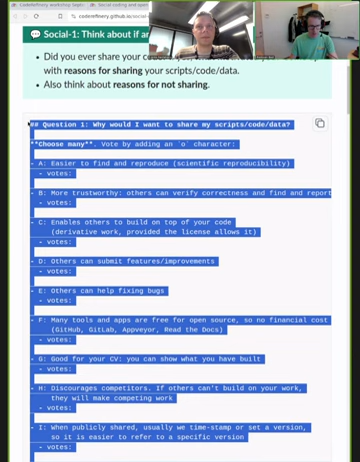 CodeRefinery workshop Sept
Social coding and open
coderefinery.github.io/social-
Social-1: Think about if an
Did you ever share your
with reasons for sharing your scripts/code/data.
Also think about reasons for not sharing.
## Question 1: Why would I want to share my scripts/code/data?
**Choose many**. Vote by adding an `o` character:
- A: Easier to find and reproduce (scientific reproducibility)
- votes:
- B: More trustworthy: others can verify correctness and find and report
- votes:
- C: Enables others to build on top of your code
(derivative work, provided the license allows it)
- votes:
- D: Others can submit features/improvements
- votes:
- E: Others can help fixing bugs
- votes:
- F: Many tools and apps are free for open source, so no financial cost
(GitHub, GitLab, Appveyor, Read the Docs)
- votes:
- G: Good for your CV: you can show what you have built
- votes:
- H: Discourages competitors. If others can't build on your work,
they will make competing work
- votes:
- I: When publicly shared, usually we time-stamp or set a version,
so it is easier to refer to a specific version
- votes: